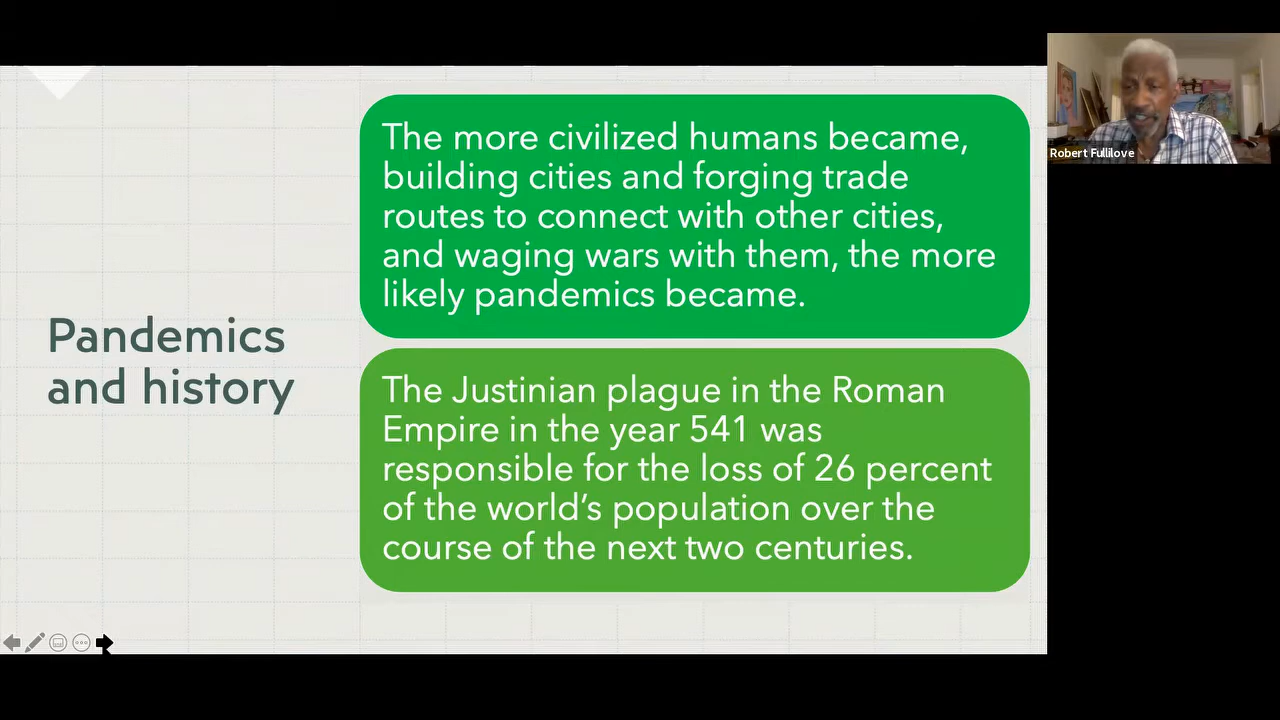 Pandemics
and history
The more civilized humans became,
building cities and forging trade
routes to connect with other cities,
and waging wars with them, the more
likely pandemics became.
The Justinian plague in the Roman
Empire in the year 541 was
responsible for the loss of 26 percent
of the world's population over the
course of the next two centuries.
Robert Fullilove